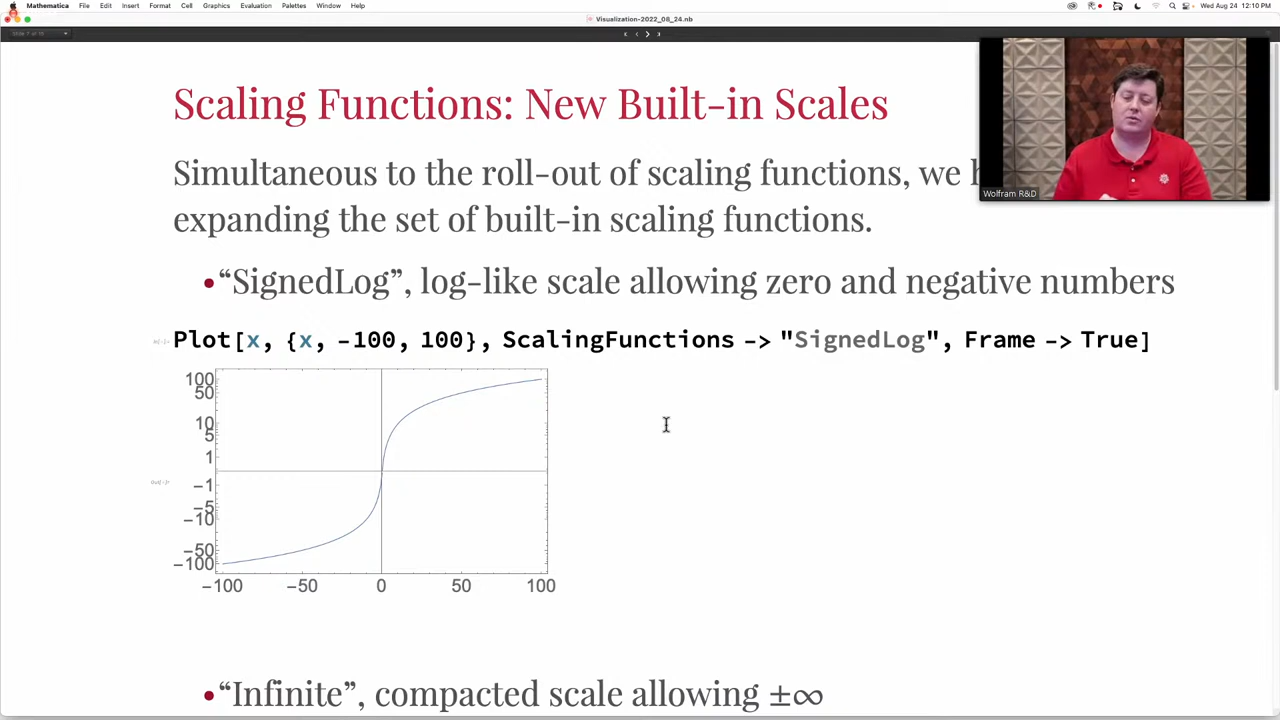 Mathematica File Edit Insert Format Cell Graphics Evaluation Palettes Window Help Wed Aug 24 12:10 PM
Visualization-2022_08_24.nb
Scaling Functions: New Built-in Scales
Simultaneous to the roll-out of scaling functions, we h
expanding the set of built-in scaling functions.
Wolfram R&D
•“SignedLog”, log-like scale allowing zero and negative numbers
Plot[x, {x, -100, 100}, ScalingFunctions -> "SignedLog", Frame -> True]
100
50
10
5
1
-1
-5
-10
-50
-100
-100 -50 0 50 100
•“Infinite”, compacted scale allowing ±∞